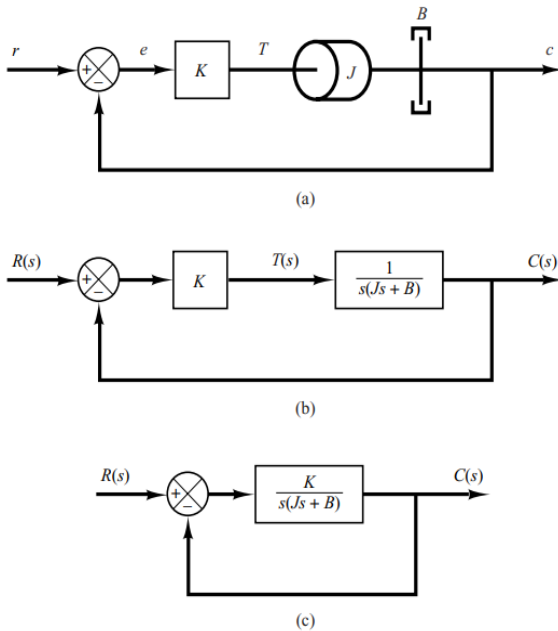 B
r e T c
+ − K J
(a)
R(s) T(s) C(s)
+ − K 1 / s(Js + B)
(b)
R(s) C(s)
+ − K / s(Js + B)
(c)